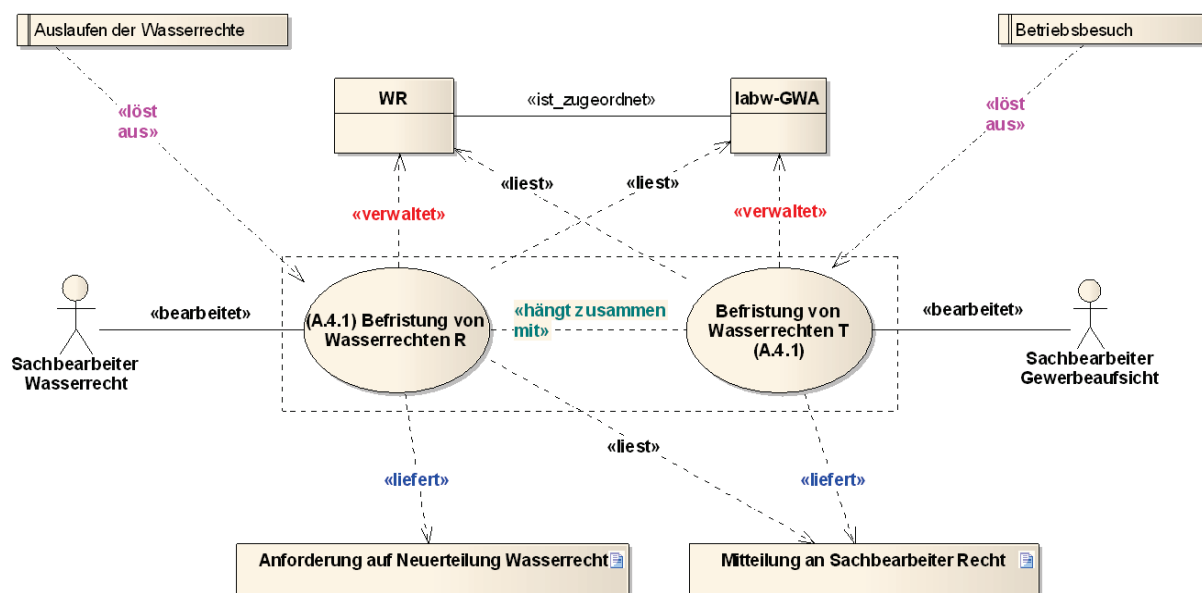 Auslaufen der Wasserrechte
Betriebsbesuch
«löst
aus»
WR
«ist_zugeordnet»
labw-GWA
«löst
aus»
«liest»
«liest»
«verwaltet»
«verwaltet»
«bearbeitet»
(A.4.1) Befristung von
Wasserrechten R
«hängt zusammen
mit»
Befristung von
Wasserrechten T
(A.4.1)
«bearbeitet»
Sachbearbeiter
Wasserrecht
Sachbearbeiter
Gewerbeaufsicht
«liest»
«liefert»
«liefert»
Anforderung auf Neuerteilung Wasserrecht
Mitteilung an Sachbearbeiter Recht